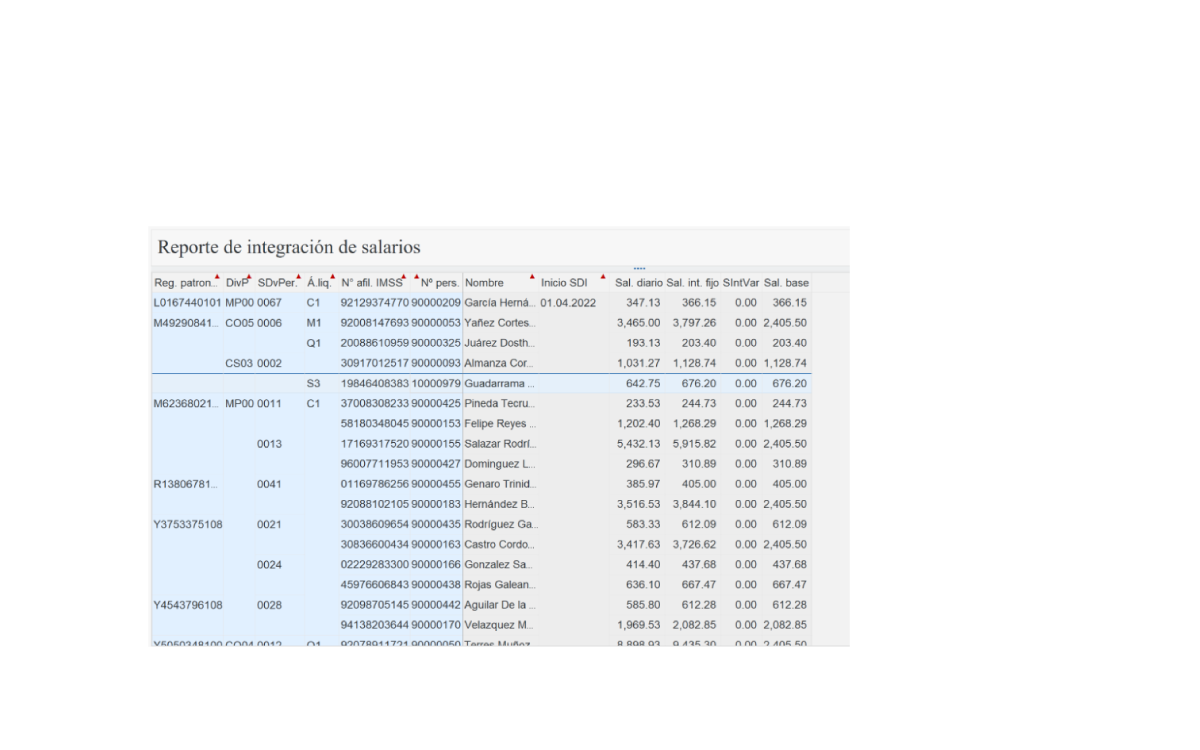 Reporte de integración de salarios
Reg. patron.. DivP SDvPer. Á.liq. N° afil. IMSS Nº pers. Nombre Inicio SDI Sal. diario Sal. int. fijo SIntVar Sal. base
L0167440101 MP00 0067 C1 92129374770 90000209 García Herná... 01.04.2022 347.13 366.15 0.00 366.15
M49290841... CO05 0006 M1 92008147693 90000053 Yañez Cortes... 3,465.00 3,797.26 0.00 2,405.50
Q1 20088610959 90000325 Juárez Dosth... 193.13 203.40 0.00 203.40
CS03 0002 30917012517 90000093 Almanza Cor... 1,031.27 1,128.74 0.00 1,128.74
S3 19846408383 10000979 Guadarrama ... 642.75 676.20 0.00 676.20
M62368021... MP00 0011 C1 37008308233 90000425 Pineda Tecru... 233.53 244.73 0.00 244.73
58180348045 90000153 Felipe Reyes ... 1,202.40 1,268.29 0.00 1,268.29
0013 17169317520 90000155 Salazar Rodrí... 5,432.13 5,915.82 0.00 2,405.50
96007711953 90000427 Dominguez L... 296.67 310.89 0.00 310.89
R13806781... 0041 01169786256 90000455 Genaro Trinid... 385.97 405.00 0.00 405.00
92088102105 90000183 Hernández B... 3,516.53 3,844.10 0.00 2,405.50
Y3753375108 0021 30038609654 90000435 Rodríguez Ga... 583.33 612.09 0.00 612.09
30836600434 90000163 Castro Cordo... 3,417.63 3,726.62 0.00 2,405.50
0024 02229283300 90000166 Gonzalez Sa... 414.40 437.68 0.00 437.68
45976606843 90000438 Rojas Galean... 636.10 667.47 0.00 667.47
Y4543796108 0028 92098705145 90000442 Aguilar De la ... 585.80 612.28 0.00 612.28
94138203644 90000170 Velazquez M... 1,969.53 2,082.85 0.00 2,082.85
Y5050248100 CO04 0012 Q1 92078911721 90000050 Torres Muñoz 8,898.93 9,435.30 0.00 2,405.50